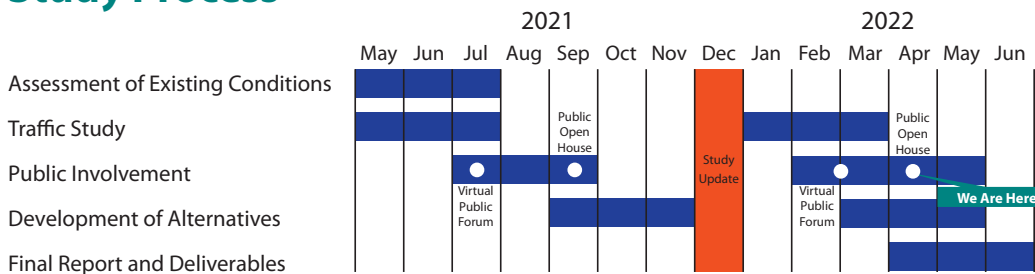 Study Process
2021
2022
May Jun Jul Aug Sep Oct Nov Dec Jan Feb Mar Apr May Jun
Assessment of Existing Conditions
Traffic Study
Public
Open
House
Public
Open
House
Public Involvement
Study
Update
Virtual
Public
Forum
Virtual
Public
Forum
We Are Here
Development of Alternatives
Final Report and Deliverables